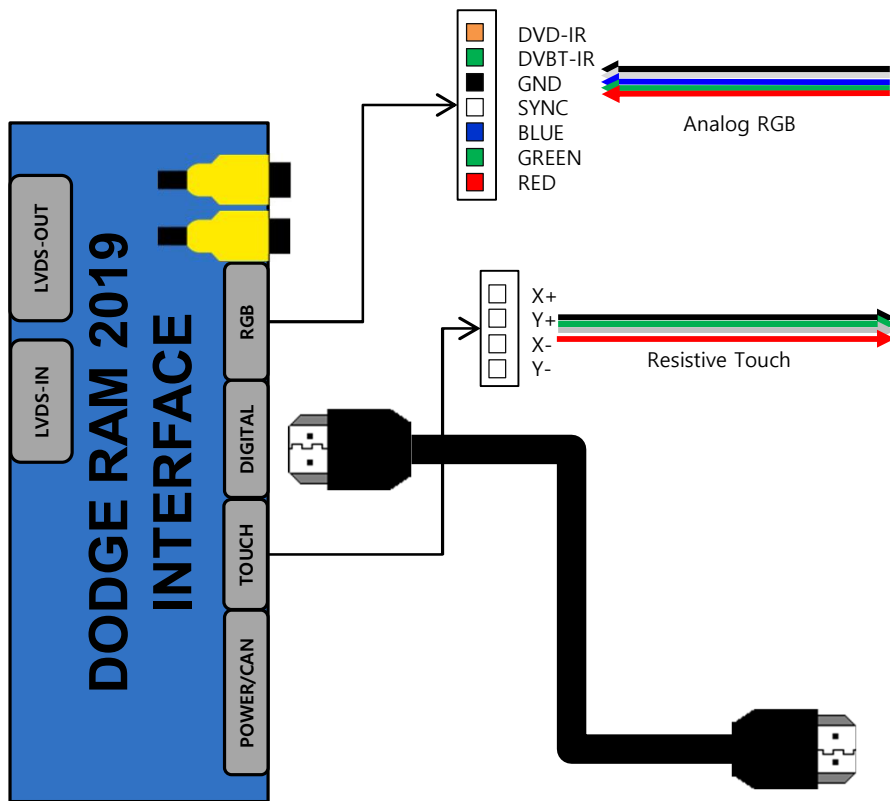 DVD-IR
DVBT-IR
GND
SYNC
BLUE
GREEN
RED
Analog RGB
LVDS-OUT
LVDS-IN
DODGE RAM 2019
INTERFACE
RGB
DIGITAL
TOUCH
POWER/CAN
X+
Y+
X-
Y-
Resistive Touch